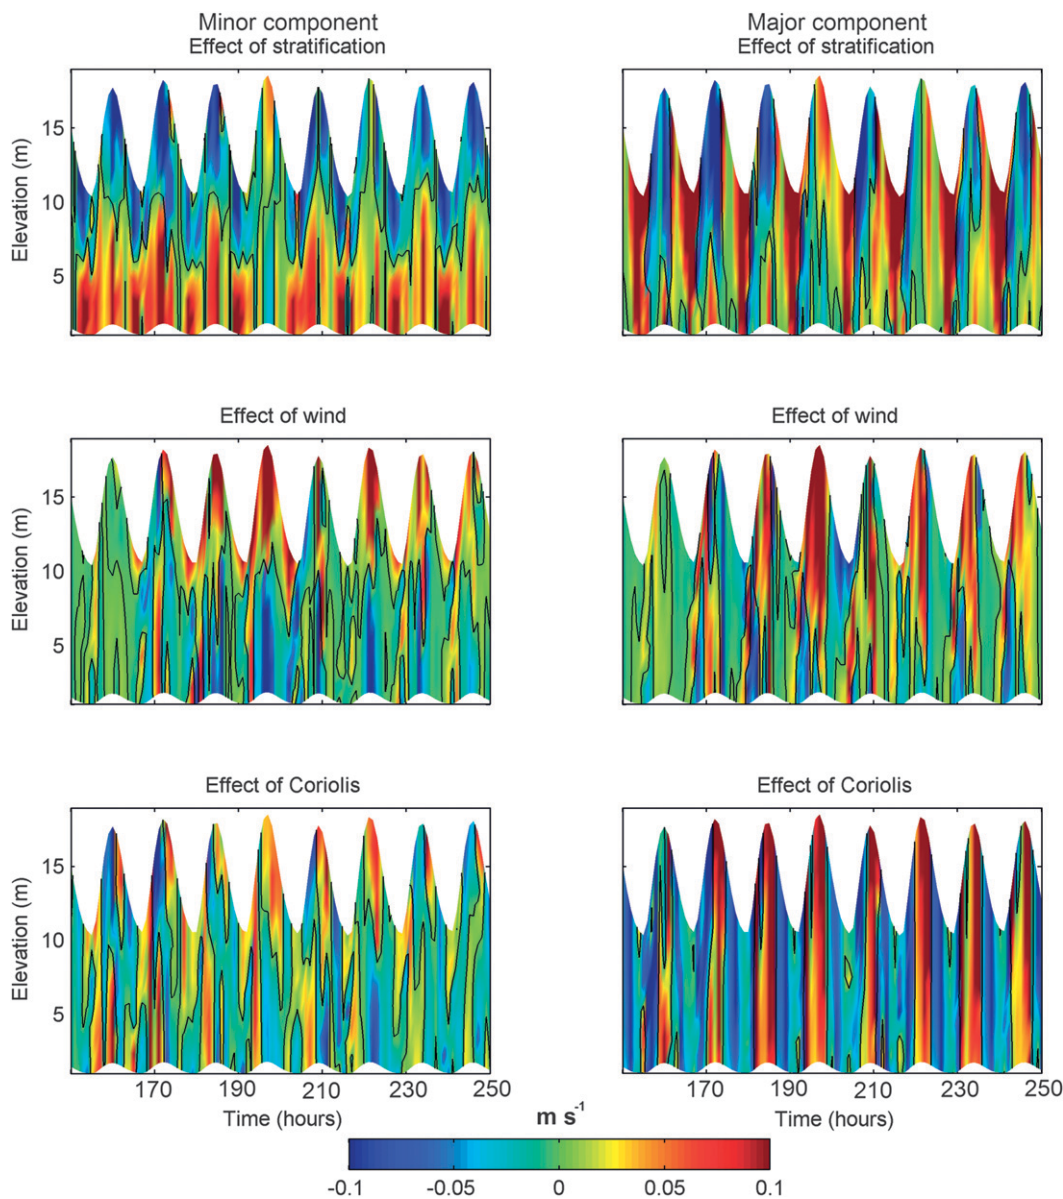 Minor component
Effect of stratification
Major component
Effect of stratification
Elevation (m)
15
10
5
Effect of wind
Effect of wind
Elevation (m)
15
10
5
Effect of Coriolis
Effect of Coriolis
Elevation (m)
15
10
5
170 190 210 230 250
170 190 210 230 250
Time (hours)
m s-1
Time (hours)
-0.1 -0.05 0 0.05 0.1